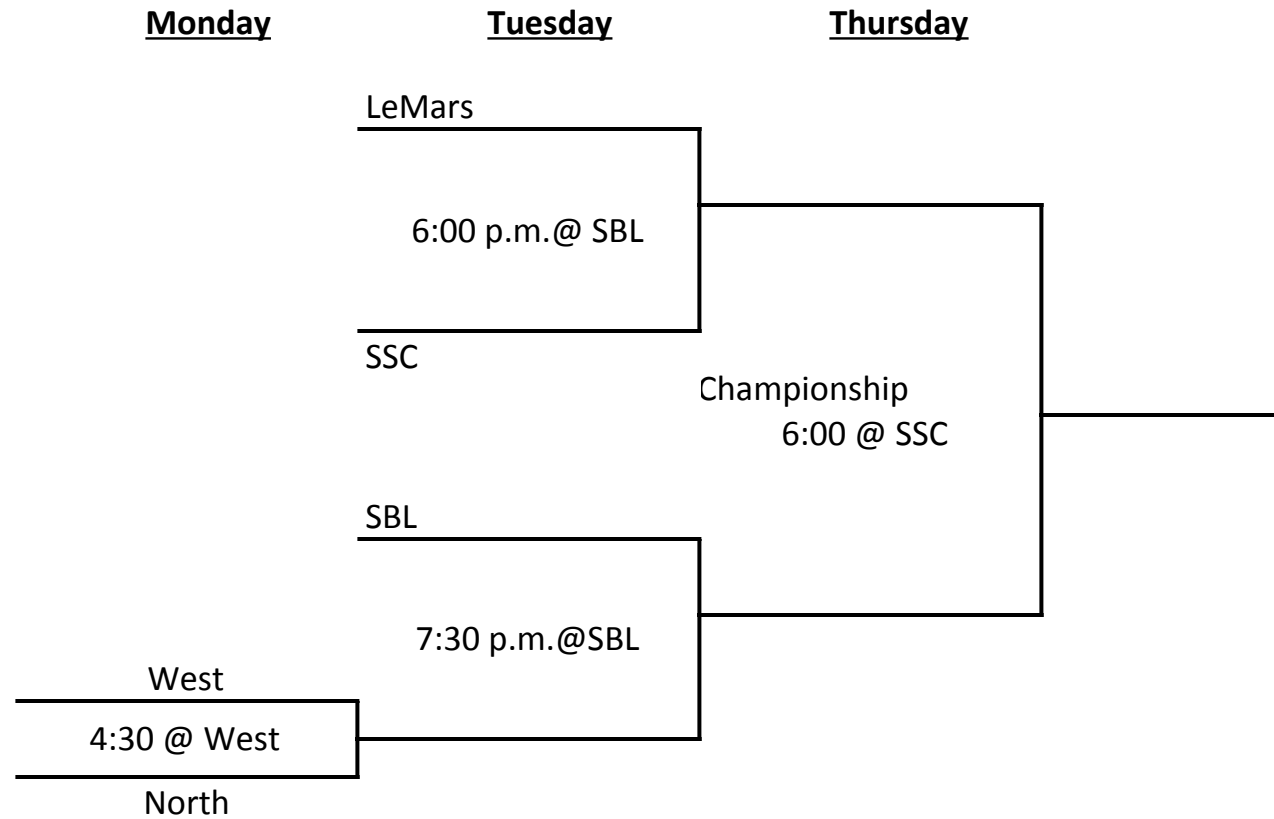 Monday Tuesday Thursday
LeMars
6:00 p.m.@ SBL
SSC
Championship
6:00 @ SSC
SBL
7:30 p.m.@SBL
West
4:30 @ West
North